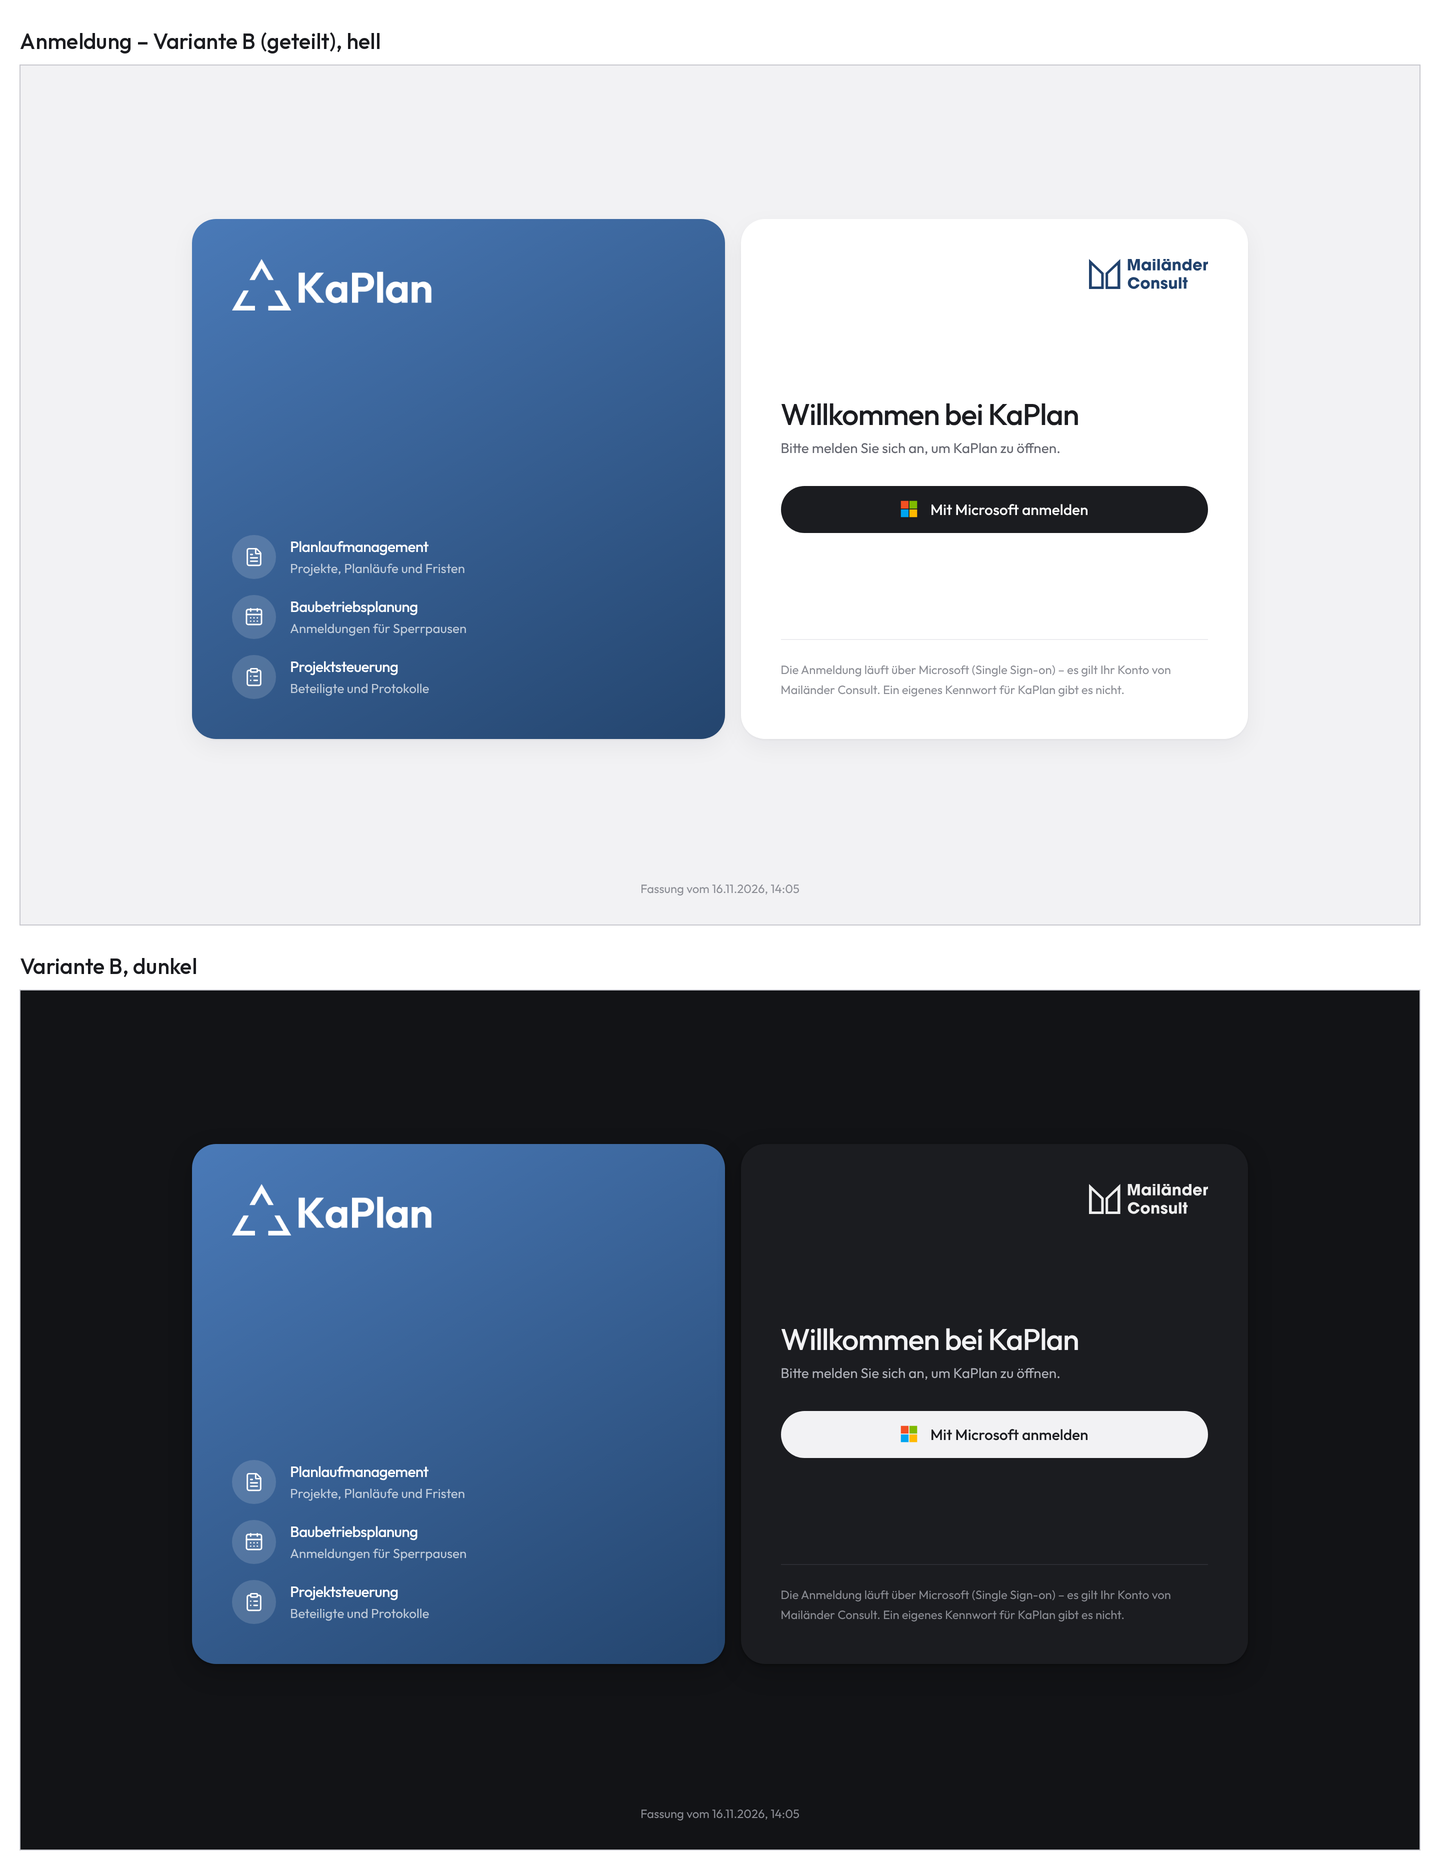 Anmeldung – Variante B (geteilt), hell
KaPlan
Planlaufmanagement
Projekte, Planläufe und Fristen
Baubetriebsplanung
Anmeldungen für Sperrpausen
Projektsteuerung
Beteiligte und Protokolle
Mailänder
Consult
Willkommen bei KaPlan
Bitte melden Sie sich an, um KaPlan zu öffnen.
Mit Microsoft anmelden
Die Anmeldung läuft über Microsoft (Single Sign-on) – es gilt Ihr Konto von
Mailänder Consult. Ein eigenes Kennwort für KaPlan gibt es nicht.
Fassung vom 16.11.2026, 14:05
Variante B, dunkel
KaPlan
Planlaufmanagement
Projekte, Planläufe und Fristen
Baubetriebsplanung
Anmeldungen für Sperrpausen
Projektsteuerung
Beteiligte und Protokolle
Mailänder
Consult
Willkommen bei KaPlan
Bitte melden Sie sich an, um KaPlan zu öffnen.
Mit Microsoft anmelden
Die Anmeldung läuft über Microsoft (Single Sign-on) – es gilt Ihr Konto von
Mailänder Consult. Ein eigenes Kennwort für KaPlan gibt es nicht.
Fassung vom 16.11.2026, 14:05